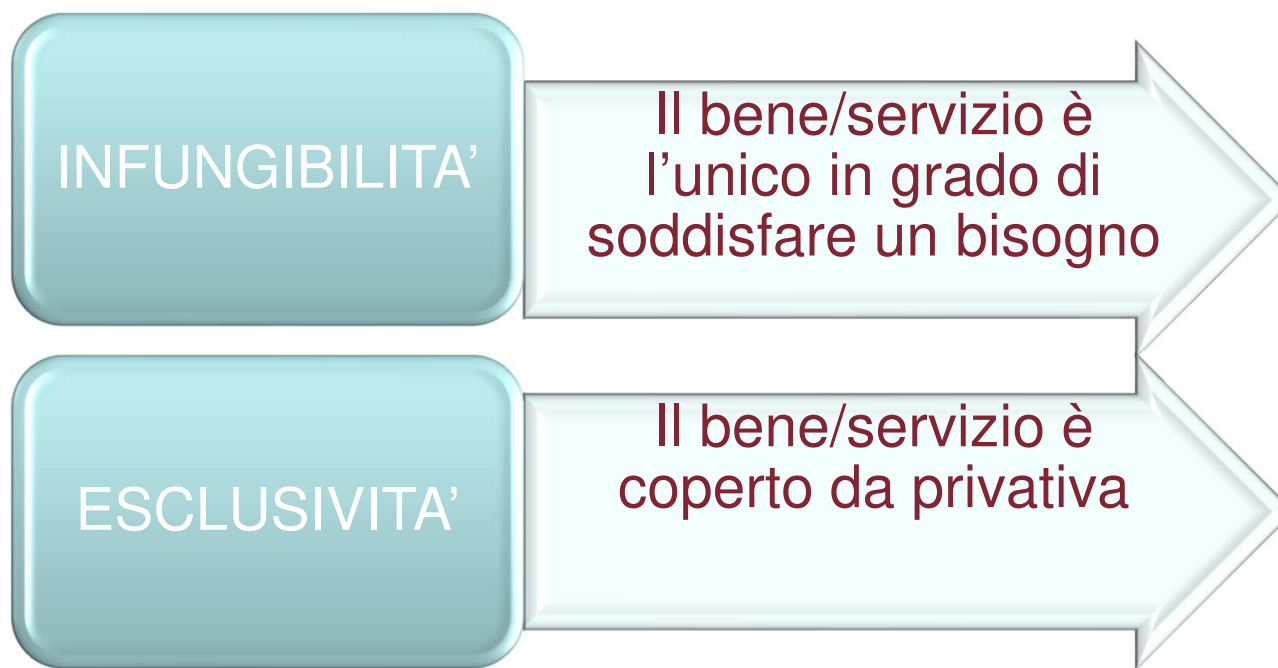 INFUNGIBILITA’
Il bene/servizio è
l’unico in grado di
soddisfare un bisogno
ESCLUSIVITA’
Il bene/servizio è
coperto da privativa